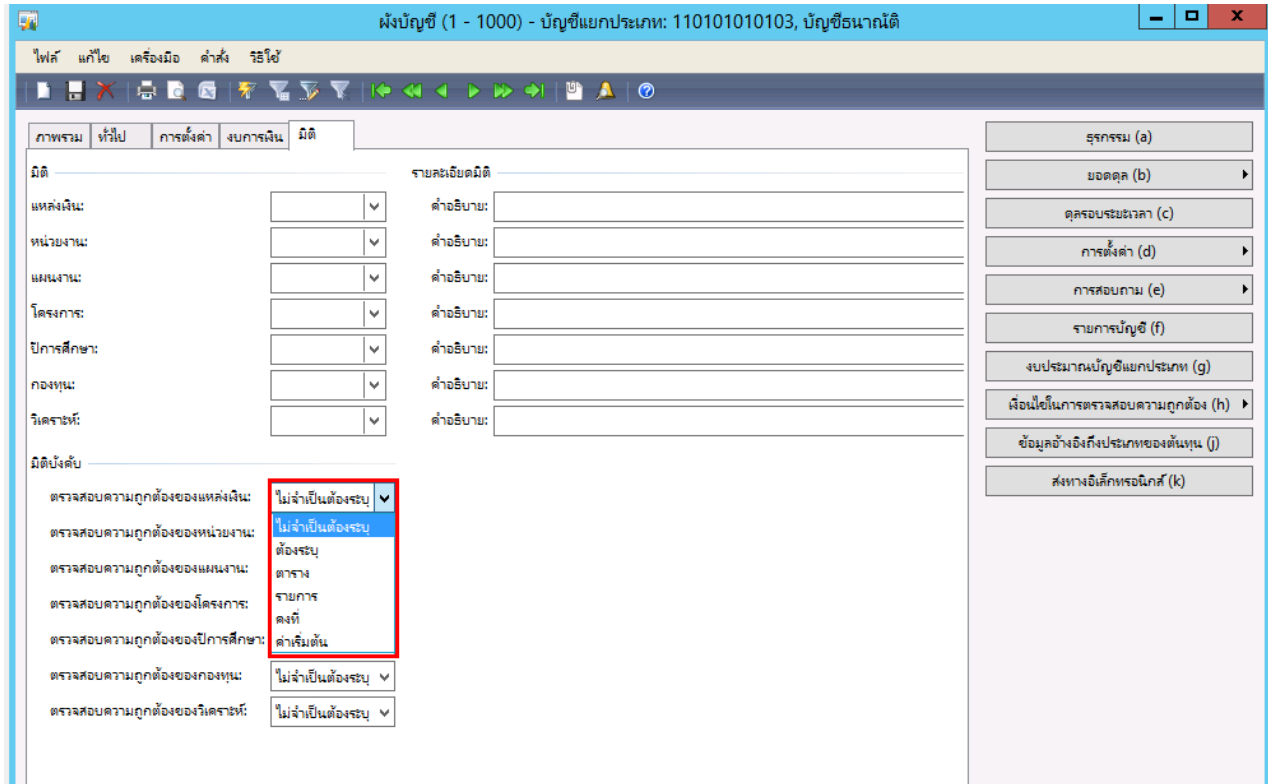 ผังบัญชี (1 - 1000) - บัญชีแยกประเภท: 110101010103, บัญชีธนาณัติ
ไฟล์ แก้ไข เครื่องมือ คำสั่ง วิธีใช้
ภาพรวม ทั่วไป การตั้งค่า งบการเงิน มิติ
มิติ รายละเอียดมิติ
แหล่งเงิน: คำอธิบาย:
หน่วยงาน: คำอธิบาย:
แผนงาน: คำอธิบาย:
โครงการ: คำอธิบาย:
ปีการศึกษา: คำอธิบาย:
กองทุน: คำอธิบาย:
วิเคราะห์: คำอธิบาย:
มิติบังคับ
ตรวจสอบความถูกต้องของแหล่งเงิน: ไม่จำเป็นต้องระบุ
ไม่จำเป็นต้องระบุ
ต้องระบุ
ตาราง
รายการ
คงที่
ค่าเริ่มต้น
ตรวจสอบความถูกต้องของหน่วยงาน:
ตรวจสอบความถูกต้องของแผนงาน:
ตรวจสอบความถูกต้องของโครงการ:
ตรวจสอบความถูกต้องของปีการศึกษา:
ตรวจสอบความถูกต้องของกองทุน: ไม่จำเป็นต้องระบุ
ตรวจสอบความถูกต้องของวิเคราะห์: ไม่จำเป็นต้องระบุ
ธุรกรรม (a)
ยอดดุล (b)
ดุลรอบระยะเวลา (c)
การตั้งค่า (d)
การสอบถาม (e)
รายการบัญชี (f)
งบประมาณบัญชีแยกประเภท (g)
เงื่อนไขในการตรวจสอบความถูกต้อง (h)
ข้อมูลอ้างอิงถึงประเภทของต้นทุน (j)
ส่งทางอิเล็กทรอนิกส์ (k)